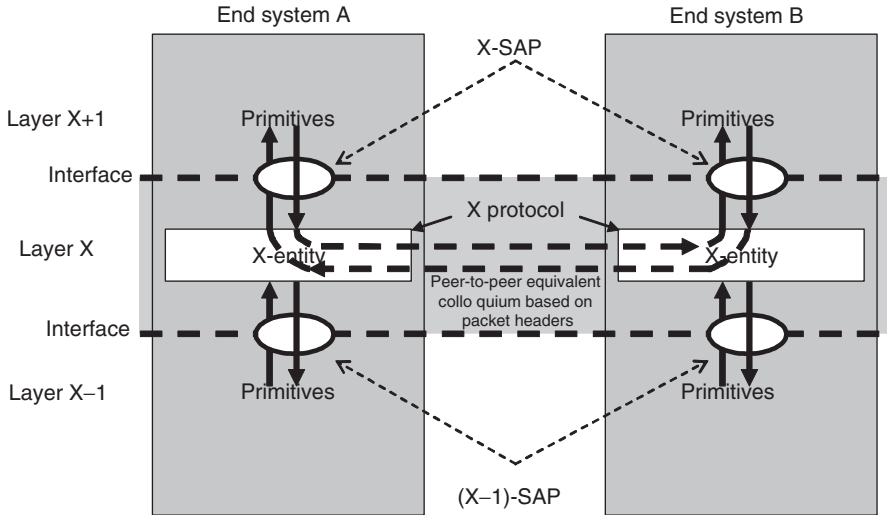 End system A
End system B
X-SAP
Layer X+1
Primitives
Primitives
Interface
X protocol
Layer X
X-entity
X-entity
Peer-to-peer equivalent
collo quium based on
packet headers
Interface
Layer X–1
Primitives
Primitives
(X–1)-SAP